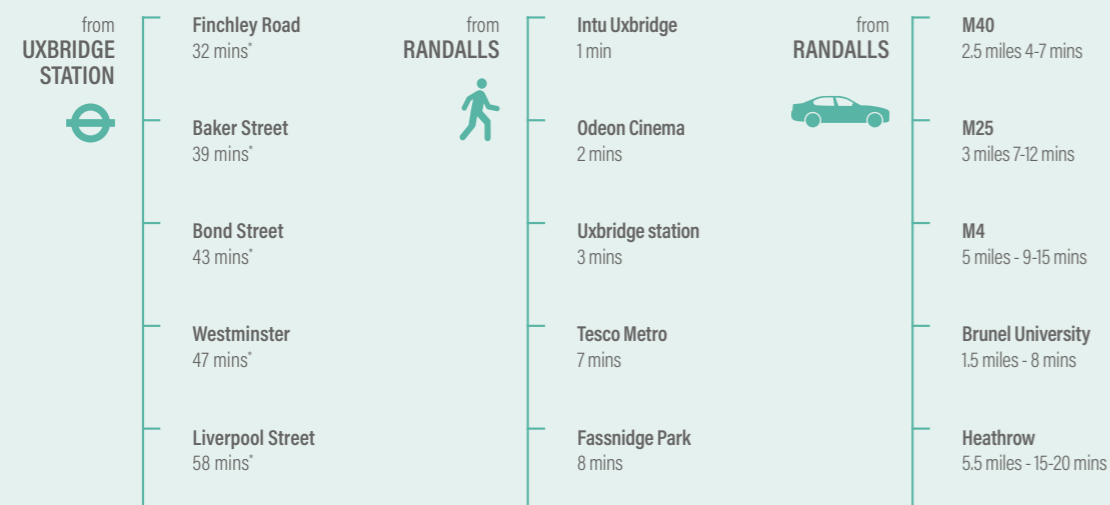 from
UXBRIDGE
STATION
Finchley Road
32 mins*
Baker Street
39 mins*
Bond Street
43 mins*
Westminster
47 mins*
Liverpool Street
58 mins*
from
RANDALLS
Intu Uxbridge
1 min
Odeon Cinema
2 mins
Uxbridge station
3 mins
Tesco Metro
7 mins
Fassnidge Park
8 mins
from
RANDALLS
M40
2.5 miles 4-7 mins
M25
3 miles 7-12 mins
M4
5 miles - 9-15 mins
Brunel University
1.5 miles - 8 mins
Heathrow
5.5 miles - 15-20 mins